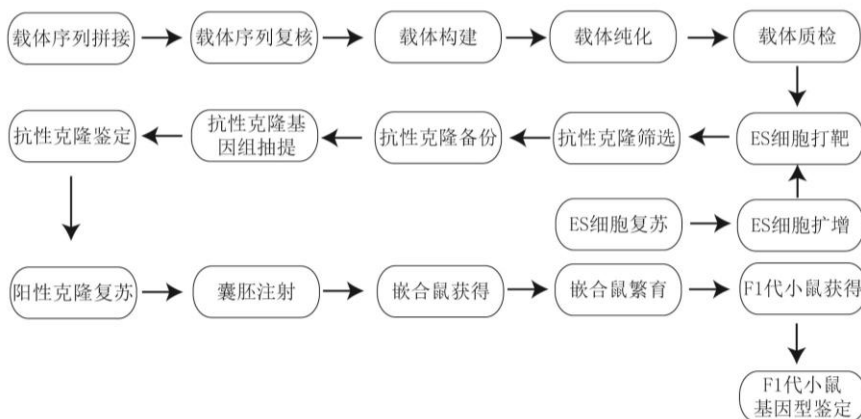 载体序列拼接
载体序列复核
载体构建
载体纯化
载体质检
抗性克隆鉴定
抗性克隆基
因组抽提
抗性克隆备份
抗性克隆筛选
ES细胞打靶
ES细胞复苏
ES细胞扩增
阳性克隆复苏
囊胚注射
嵌合鼠获得
嵌合鼠繁育
F1代小鼠获得
F1代小鼠
基因型鉴定